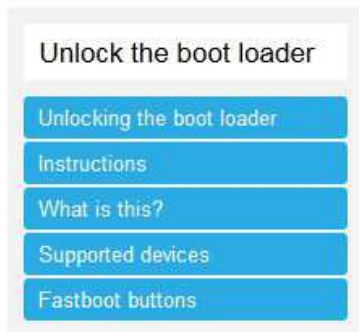 Unlock the boot loader
Unlocking the boot loader
Instructions
What is this?
Supported devices
Fastboot buttons